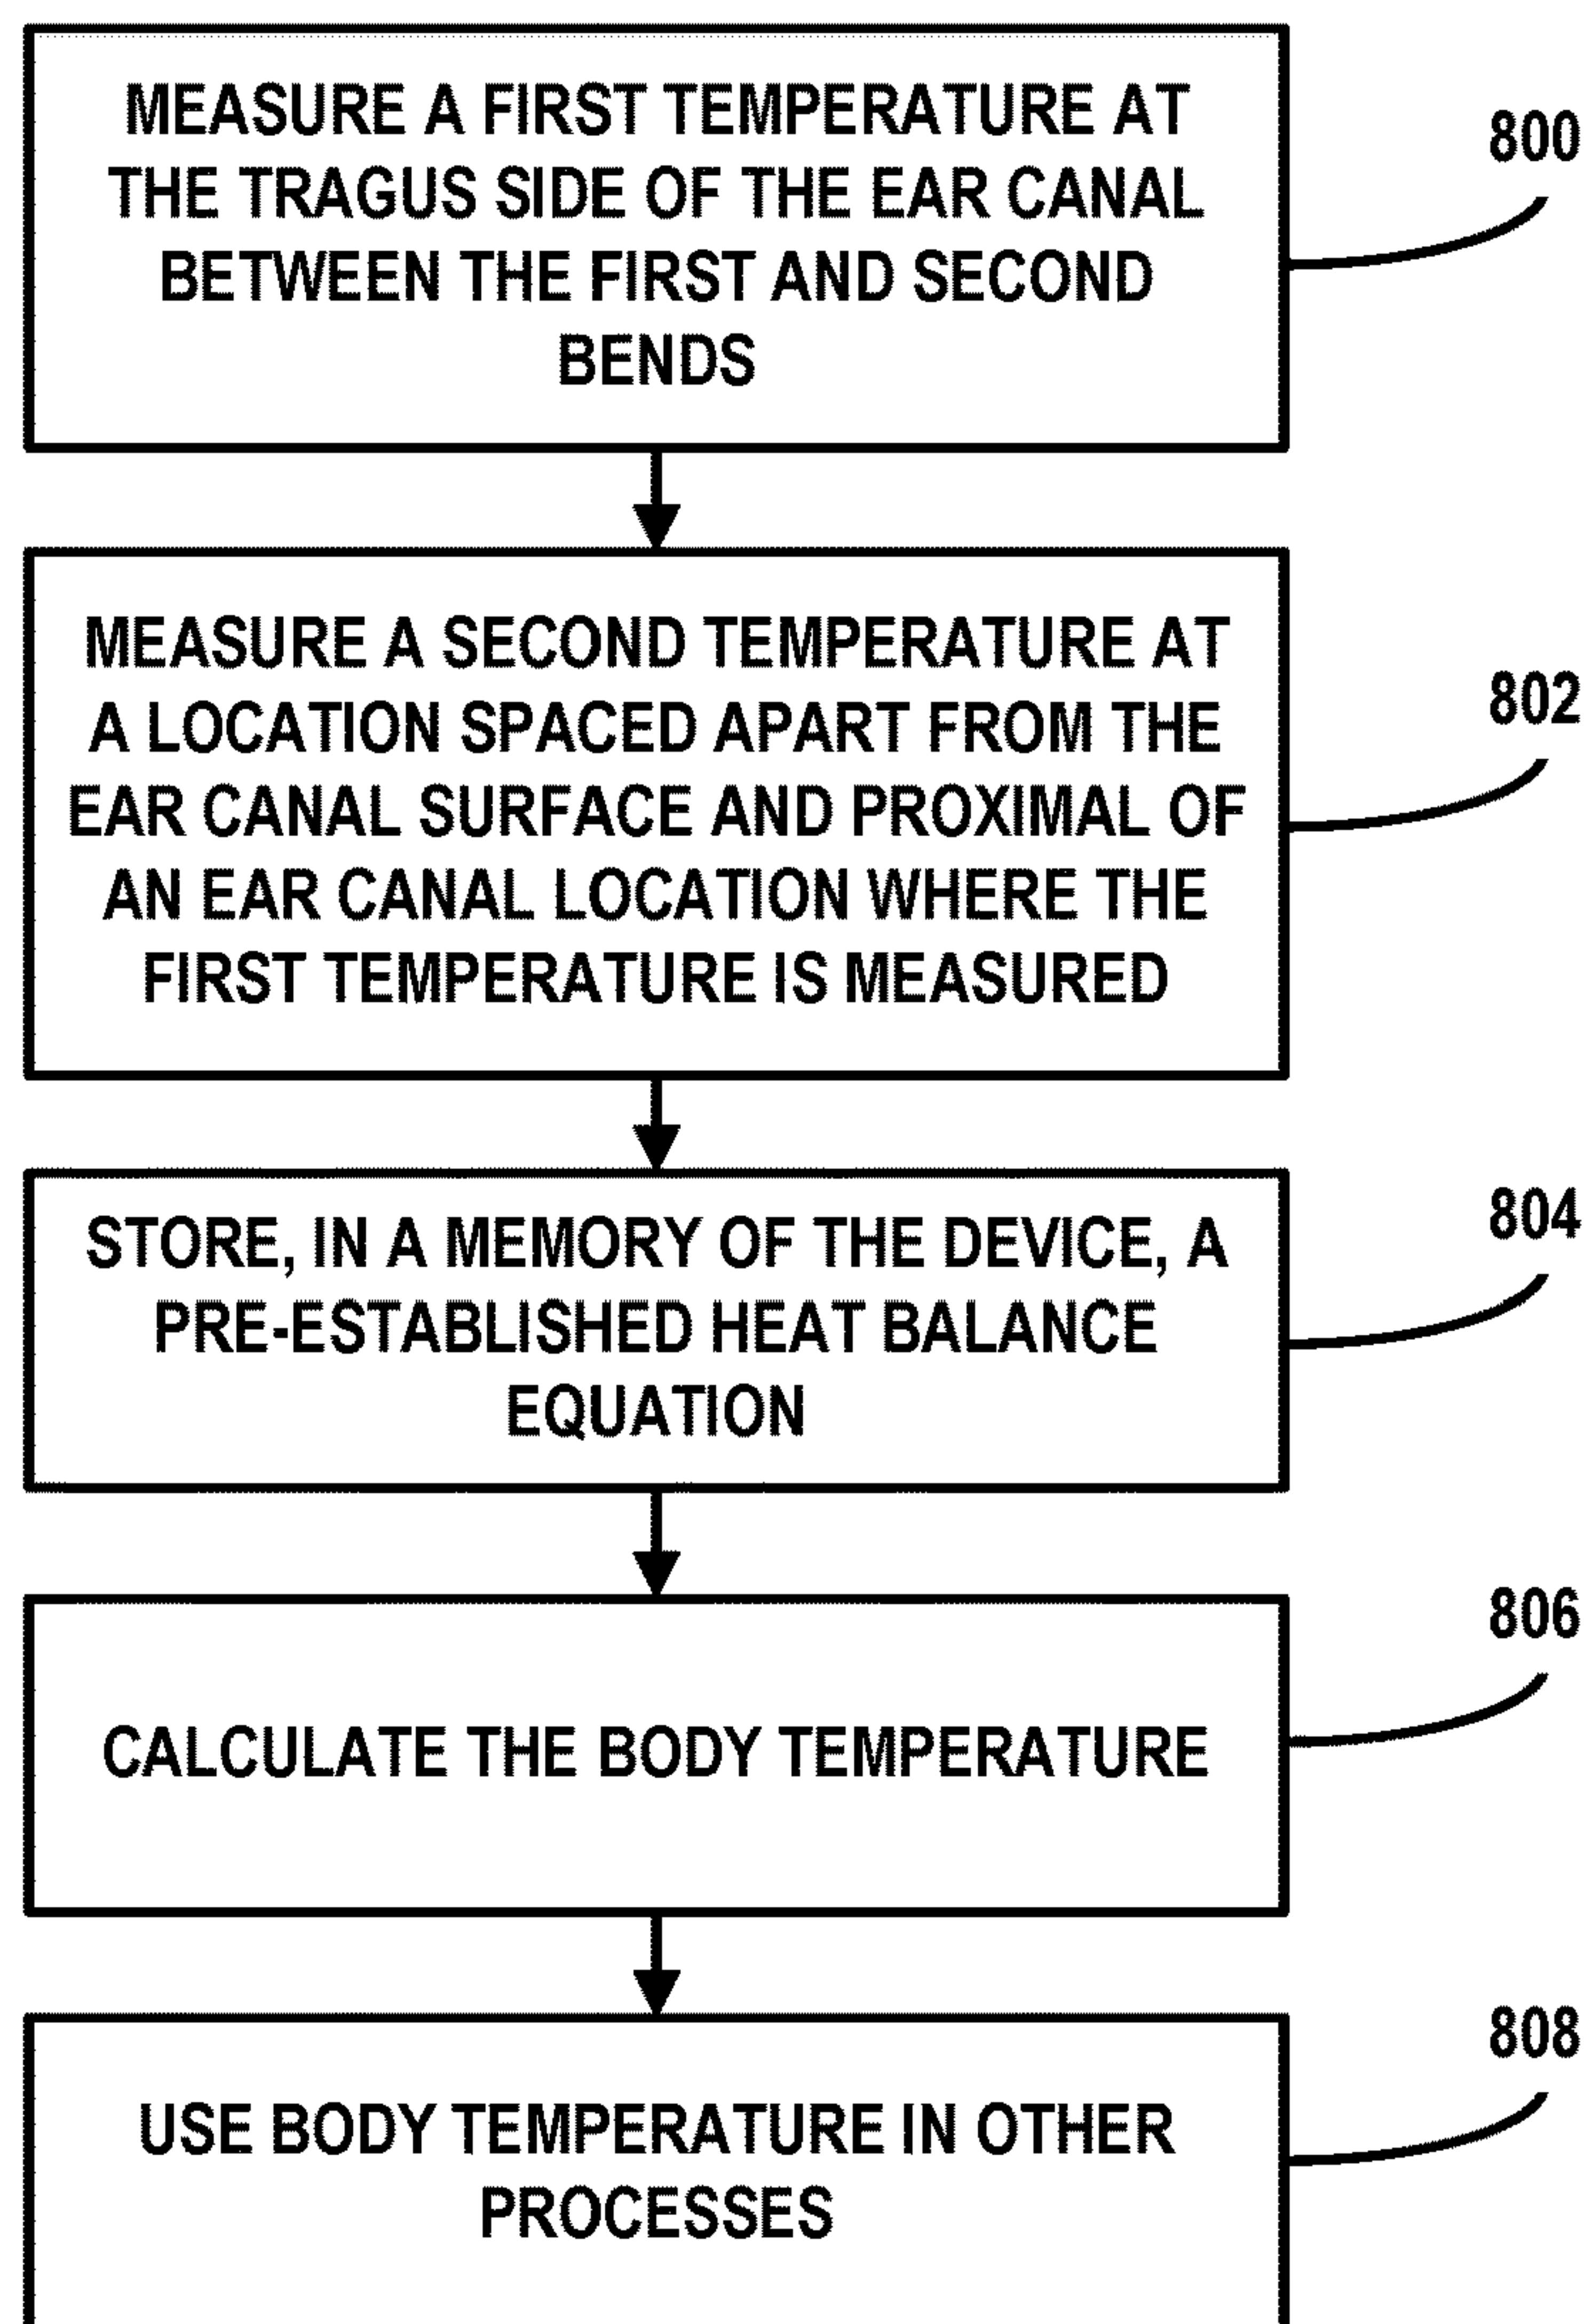 MEASURE A FIRST TEMPERATURE AT
THE TRAGUS SIDE OF THE EAR CANAL
BETWEEN THE FIRST AND SECOND
BENDS
800
MEASURE A SECOND TEMPERATURE AT
A LOCATION SPACED APART FROM THE
EAR CANAL SURFACE AND PROXIMAL OF
AN EAR CANAL LOCATION WHERE THE
FIRST TEMPERATURE IS MEASURED
802
STORE, IN A MEMORY OF THE DEVICE, A
PRE-ESTABLISHED HEAT BALANCE
EQUATION
804
CALCULATE THE BODY TEMPERATURE
806
USE BODY TEMPERATURE IN OTHER
PROCESSES
808